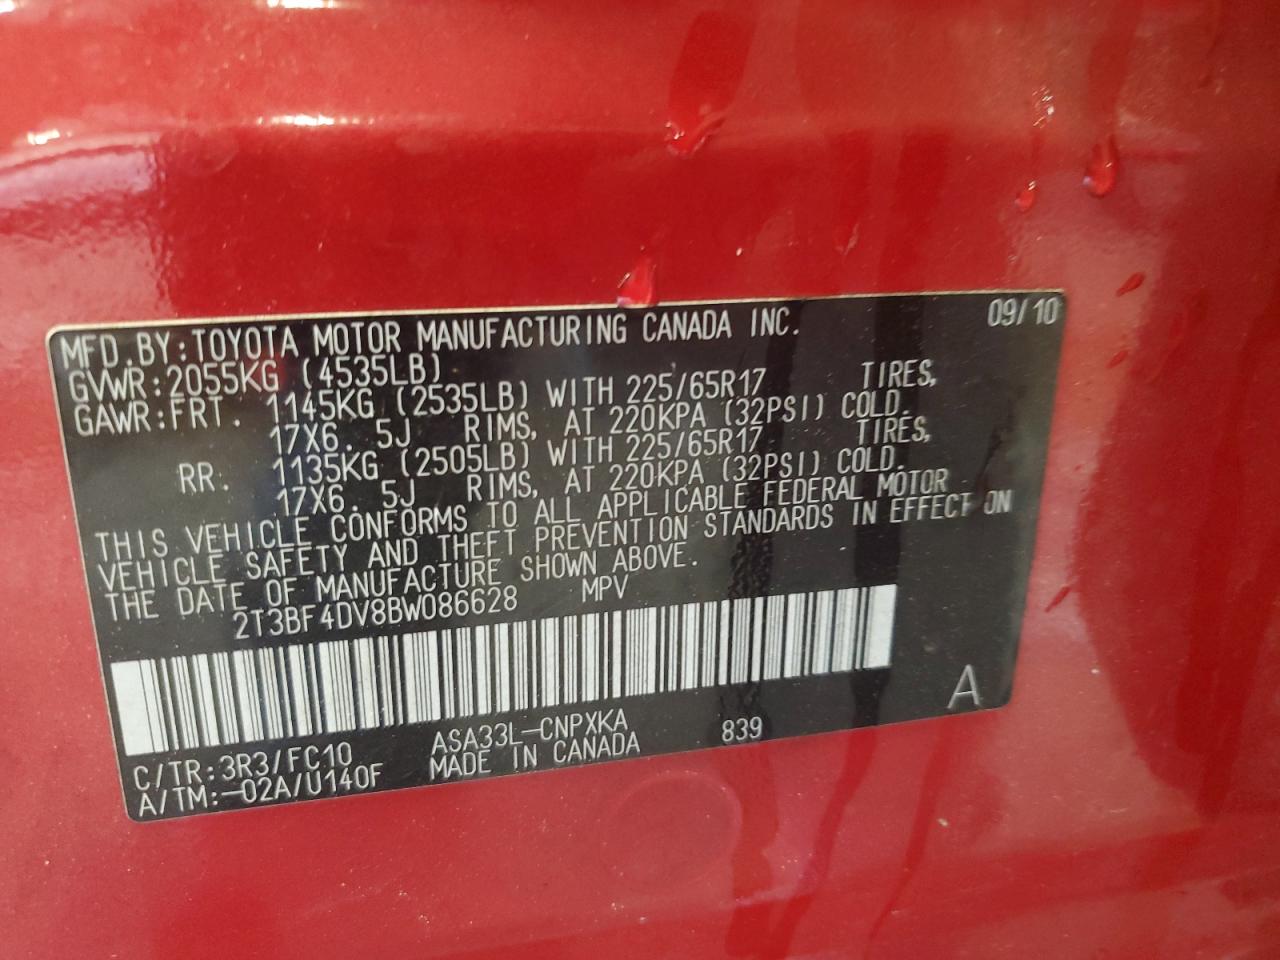 09/10
MFD. BY: TOYOTA MOTOR MANUFACTURING CANADA INC.
GVWR: 2055KG (4535LB)
GAWR: FRT. 1145KG (2535LB) WITH 225/65R17 TIRES,
17X6. 5J RIMS, AT 220KPA (32PSI) COLD.
RR. 1135KG (2505LB) WITH 225/65R17 TIRES,
17X6. 5J RIMS, AT 220KPA (32PSI) COLD.
THIS VEHICLE CONFORMS TO ALL APPLICABLE FEDERAL MOTOR
VEHICLE SAFETY AND THEFT PREVENTION STANDARDS IN EFFECT ON
THE DATE OF MANUFACTURE SHOWN ABOVE.
2T3BF4DV8BW086628 MPV
A
C/TR: 3R3/FC10 ASA33L-CNPXKA 839
A/TM: -02A/U140F MADE IN CANADA